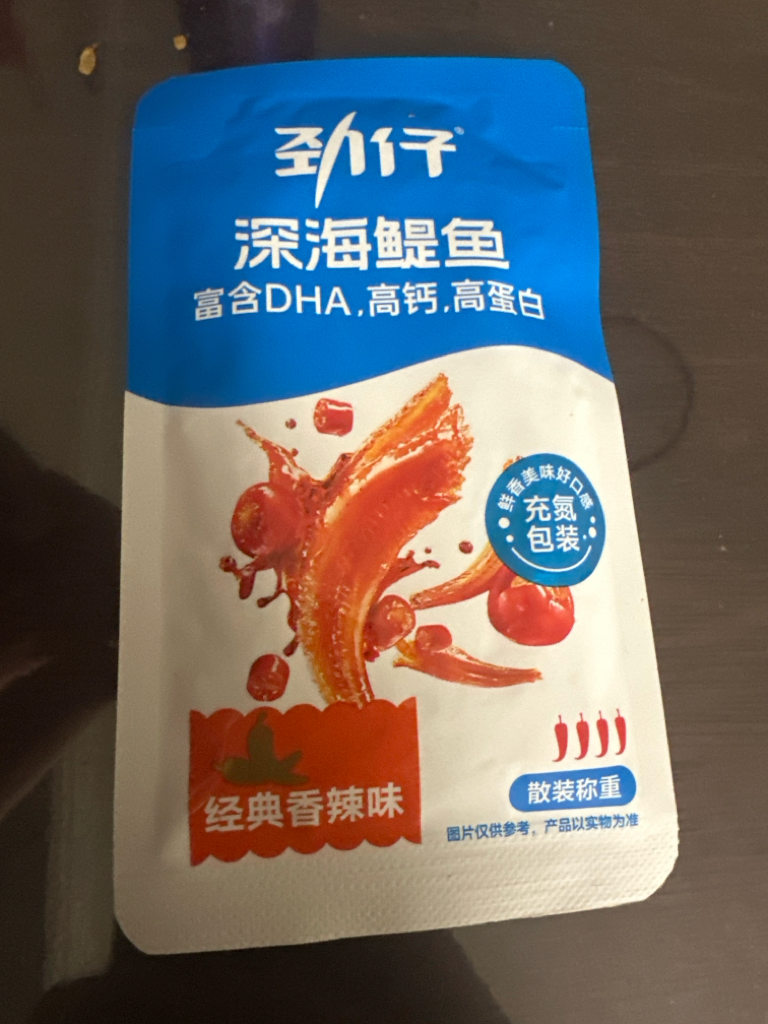 劲仔®
深海鳀鱼
富含DHA,高钙,高蛋白
鲜香美味好口感
充氮
包装
经典香辣味
散装称重
图片仅供参考，产品以实物为准